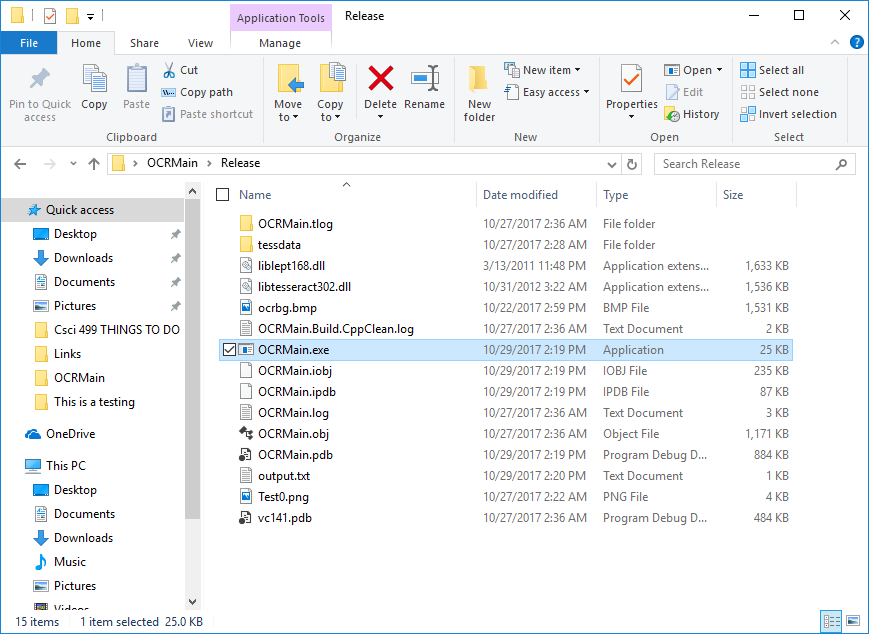 Application Tools Release
File Home Share View Manage
Pin to Quick access
Copy
Paste
Cut
Copy path
Paste shortcut
Clipboard
Move to
Copy to
Delete
Rename
Organize
New folder
New item
Easy access
New
Properties
Open
Edit
History
Open
Select all
Select none
Invert selection
Select
OCRMain > Release
Search Release
Quick access
Desktop
Downloads
Documents
Pictures
Csci 499 THINGS TO DO
Links
OCRMain
This is a testing
OneDrive
This PC
Desktop
Documents
Downloads
Music
Pictures
Videos
Name Date modified Type Size
OCRMain.tlog 10/27/2017 2:36 AM File folder
tessdata 10/27/2017 2:28 AM File folder
liblept168.dll 3/13/2011 11:48 PM Application extens... 1,633 KB
libtesseract302.dll 10/31/2012 3:22 AM Application extens... 1,536 KB
ocrbg.bmp 10/22/2017 2:59 PM BMP File 1,531 KB
OCRMain.Build.CppClean.log 10/27/2017 2:36 AM Text Document 2 KB
OCRMain.exe 10/29/2017 2:19 PM Application 25 KB
OCRMain.iobj 10/29/2017 2:19 PM IOBJ File 235 KB
OCRMain.ipdb 10/29/2017 2:19 PM IPDB File 87 KB
OCRMain.log 10/27/2017 2:36 AM Text Document 3 KB
OCRMain.obj 10/27/2017 2:36 AM Object File 1,171 KB
OCRMain.pdb 10/29/2017 2:19 PM Program Debug D... 884 KB
output.txt 10/29/2017 2:20 PM Text Document 1 KB
Test0.png 10/27/2017 2:22 AM PNG File 4 KB
vc141.pdb 10/27/2017 2:36 AM Program Debug D... 484 KB
15 items 1 item selected 25.0 KB